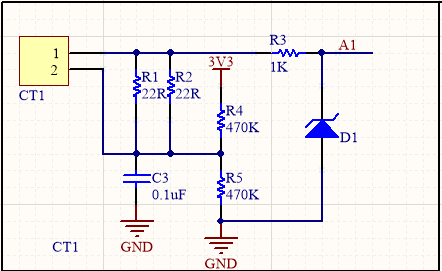 R3
A1
1
1K
3V3
2
R1
R2
22R
22R
CT1
R4
470K
D1
C3
R5
0.1uF
470K
CT1
GND
GND